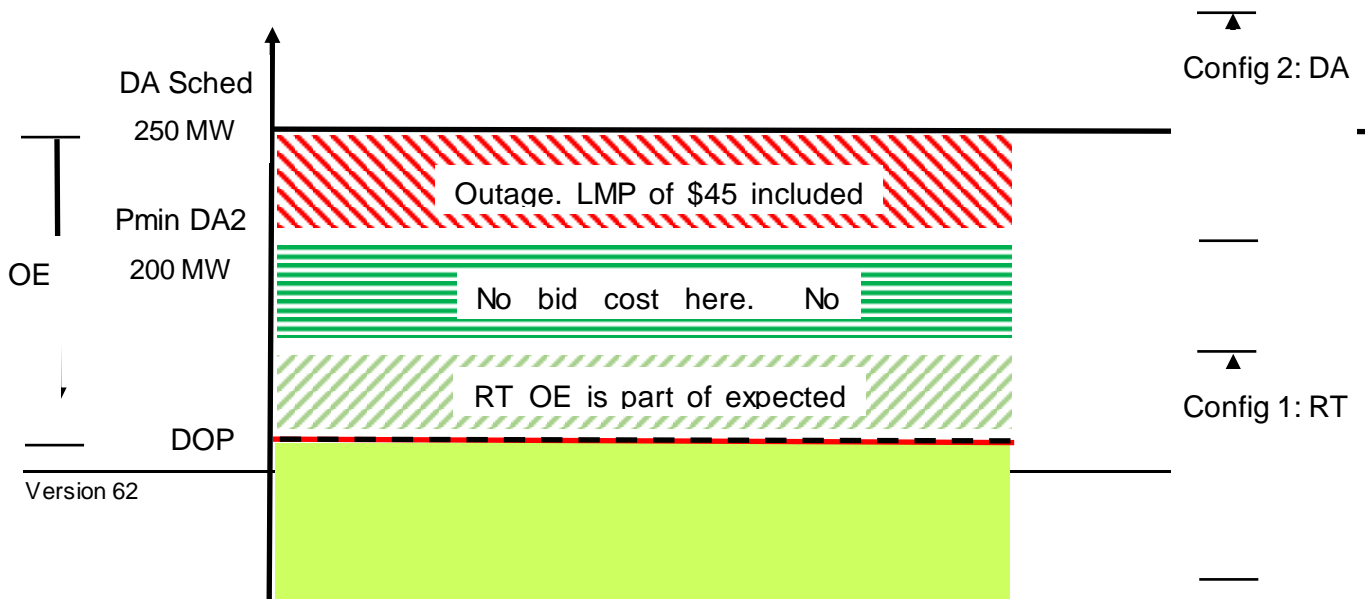 Config 2: DA
DA Sched
250 MW
Outage. LMP of $45 included
Pmin DA2
200 MW
OE
No bid cost here. No
RT OE is part of expected
Config 1: RT
DOP
Version 62